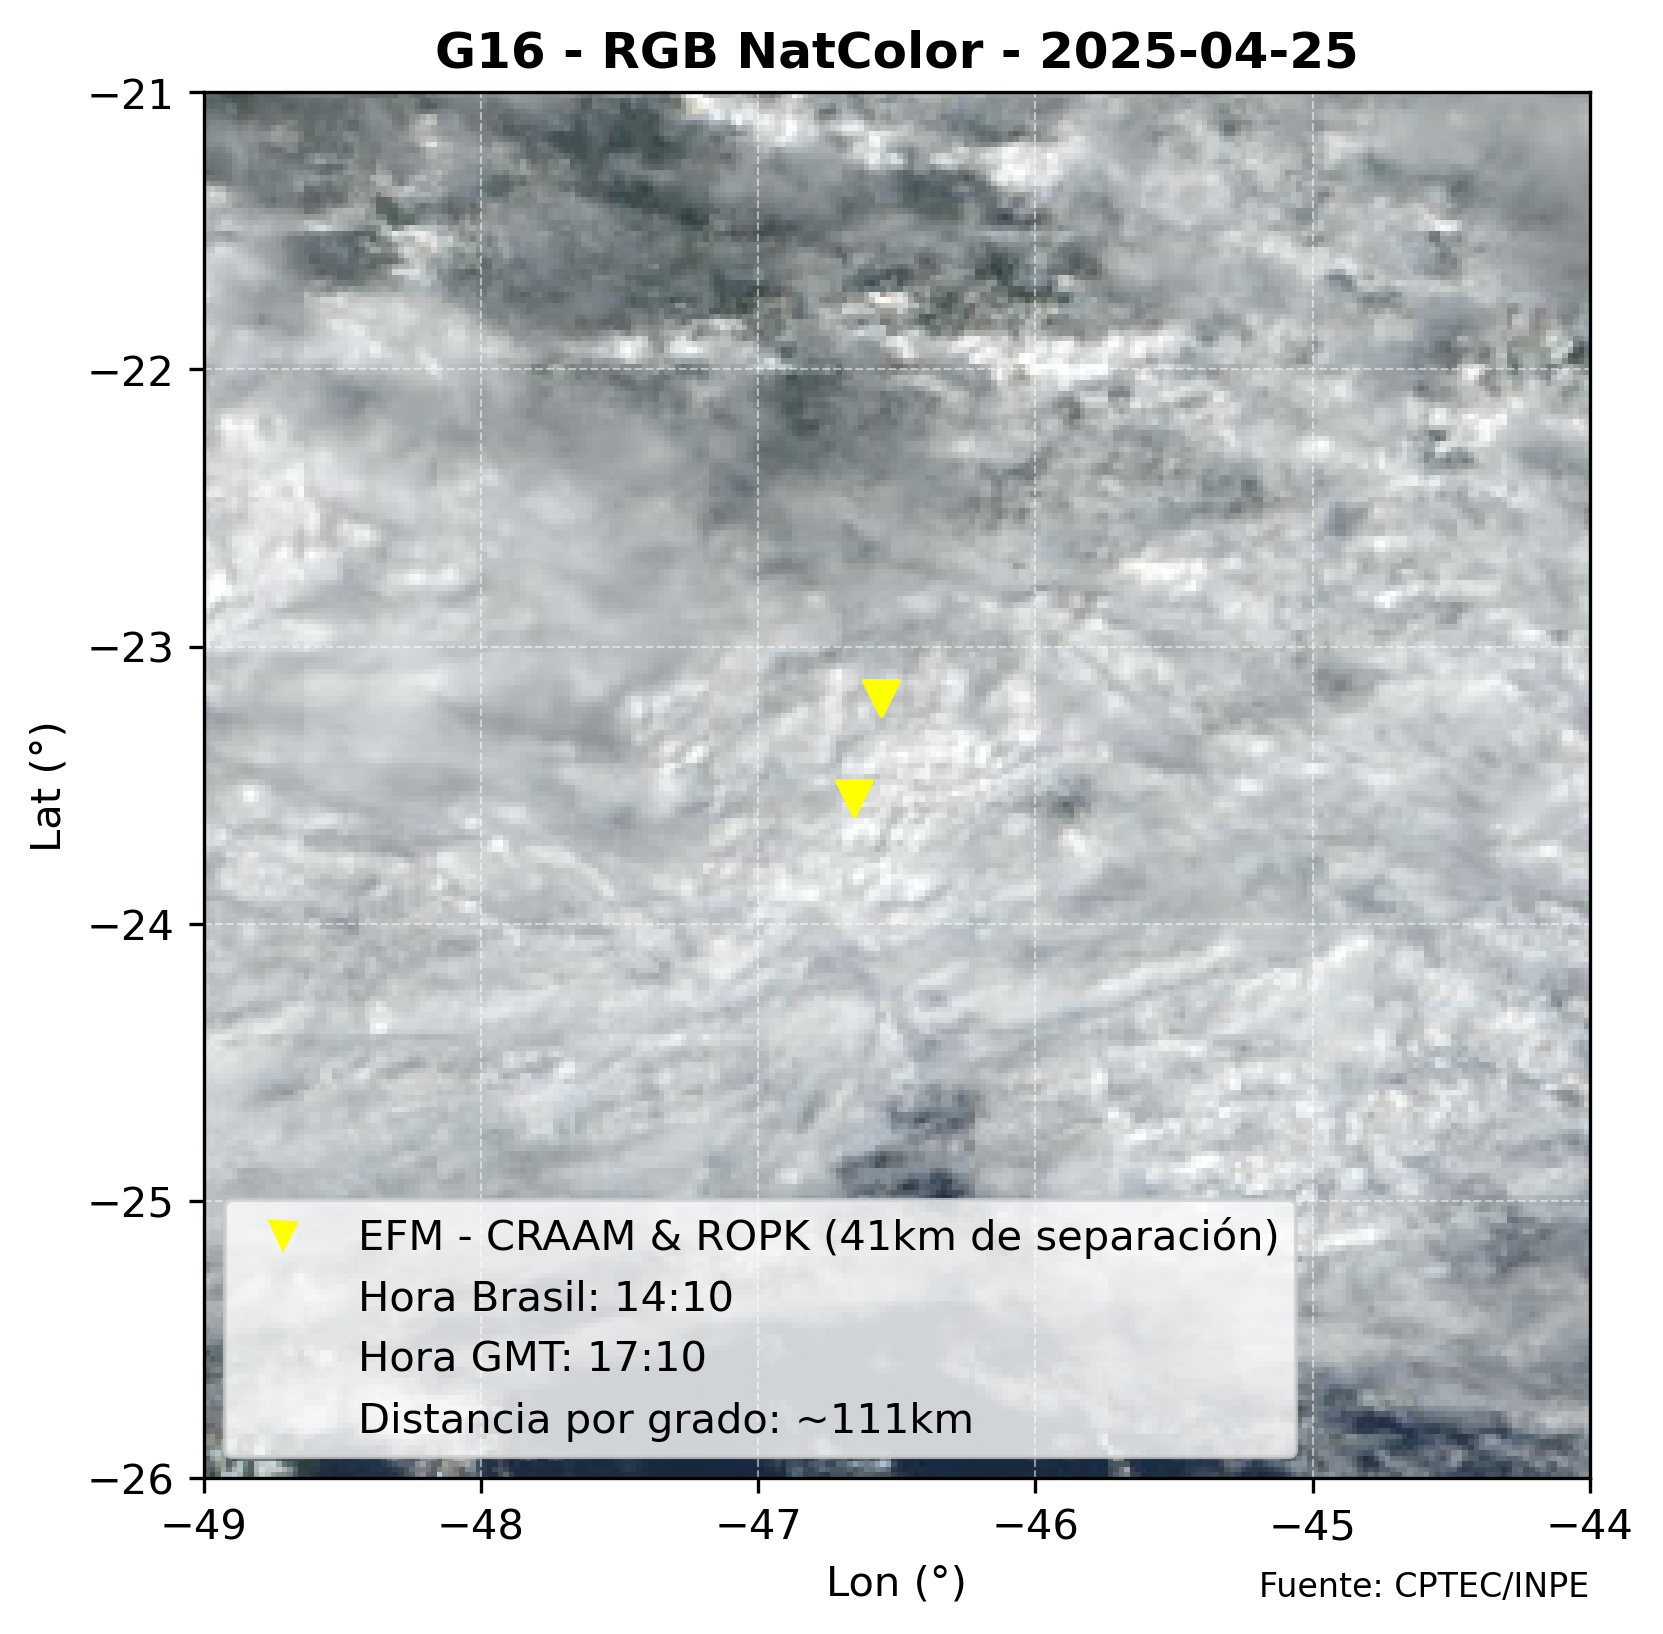 G16 - RGB NatColor - 2025-04-25
−21
−22
−23
−24
−25
−26
Lat (°)
EFM - CRAAM & ROPK (41km de separación)
Hora Brasil: 14:10
Hora GMT: 17:10
Distancia por grado: ~111km
−49 −48 −47 −46 −45 −44
Lon (°)
Fuente: CPTEC/INPE